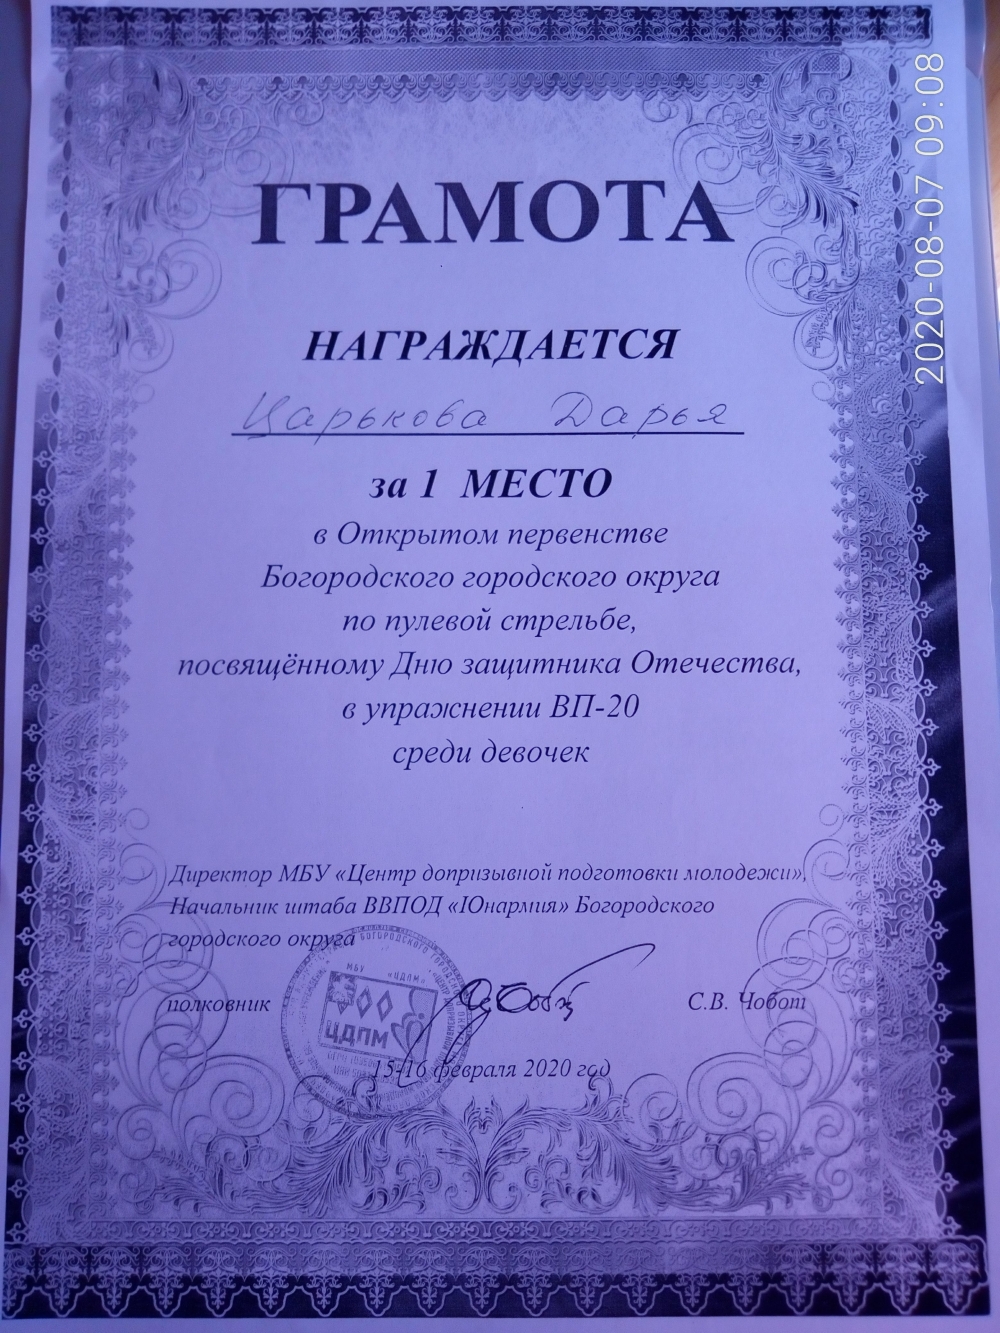 ГРАМОТА
НАГРАЖДАЕТСЯ
Царькова Дарья
за 1 МЕСТО
в Открытом первенстве
Богородского городского округа
по пулевой стрельбе,
посвящённому Дню защитника Отечества,
в упражнении ВП-20
среди девочек
Директор МБУ «Центр допризывной подготовки молодежи»,
Начальник штаба ВВПОД «Юнармия» Богородского
городского округа
полковник С.В. Чобот
МБУ «ЦДПМ»
ЦДПМ
15-16 февраля 2020 год
2020-08-07 09:08